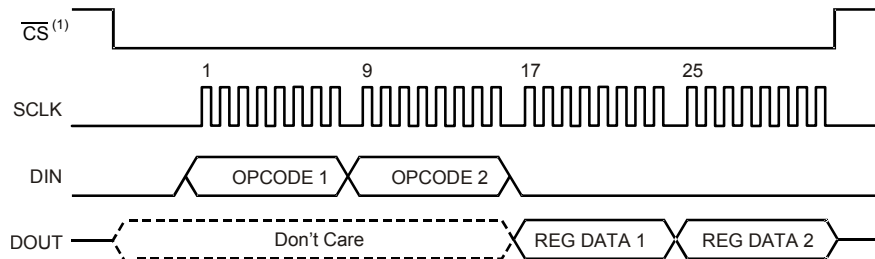 CS (1)
1 9 17 25
SCLK
DIN OPCODE 1 OPCODE 2
DOUT Don't Care REG DATA 1 REG DATA 2